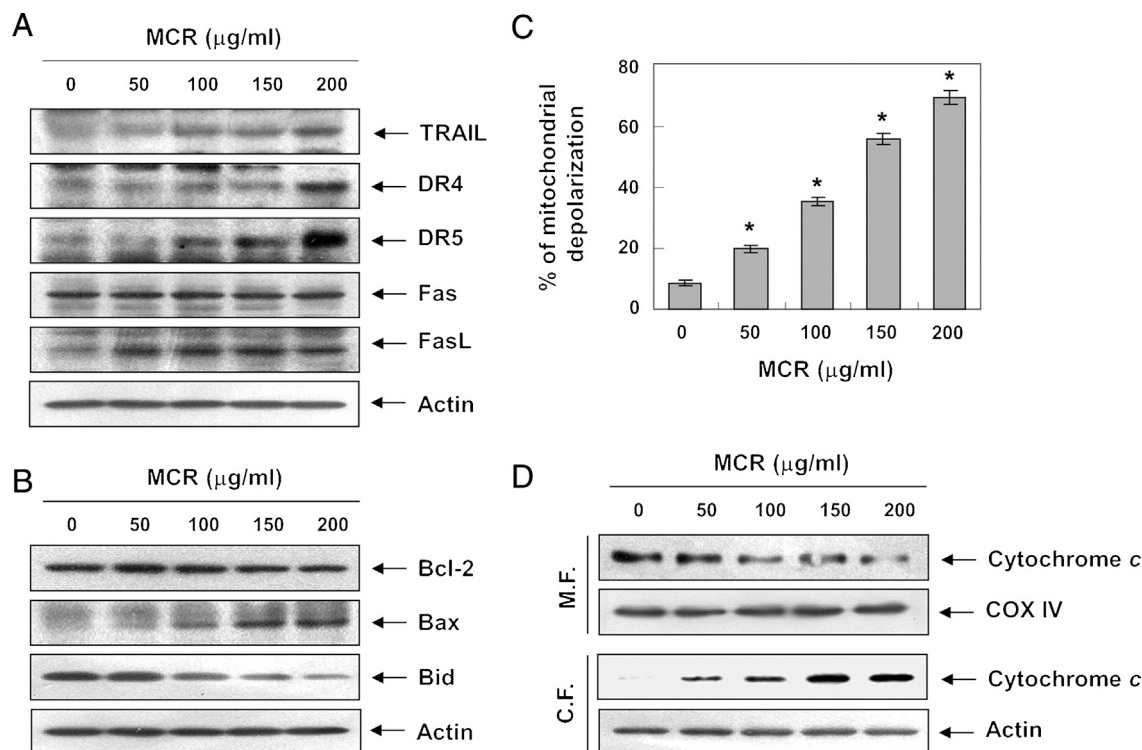 A
MCR (μg/ml)
0 50 100 150 200
TRAIL
DR4
DR5
Fas
FasL
Actin
B
MCR (μg/ml)
0 50 100 150 200
Bcl-2
Bax
Bid
Actin
C
% of mitochondrial
depolarization
80
60
40
20
0
* * * *
0 50 100 150 200
MCR (μg/ml)
D
MCR (μg/ml)
0 50 100 150 200
M.F.
Cytochrome c
COX IV
C.F.
Cytochrome c
Actin